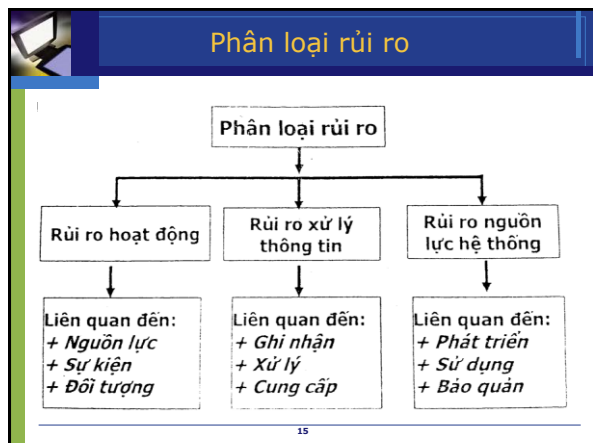 Phân loại rủi ro
Phân loại rủi ro
Rủi ro hoạt động
Rủi ro xử lý
thông tin
Rủi ro nguồn
lực hệ thống
Liên quan đến:
+ Nguồn lực
+ Sự kiện
+ Đối tượng
Liên quan đến:
+ Ghi nhận
+ Xử lý
+ Cung cấp
Liên quan đến:
+ Phát triển
+ Sử dụng
+ Bảo quản
15